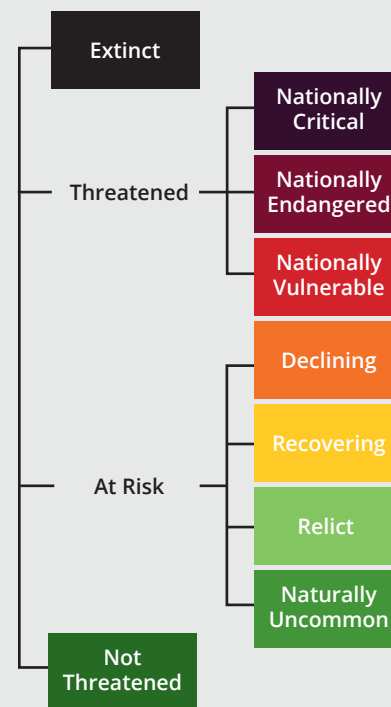 Extinct
Nationally
Critical
Threatened
Nationally
Endangered
Nationally
Vulnerable
Declining
Recovering
At Risk
Relict
Naturally
Uncommon
Not
Threatened